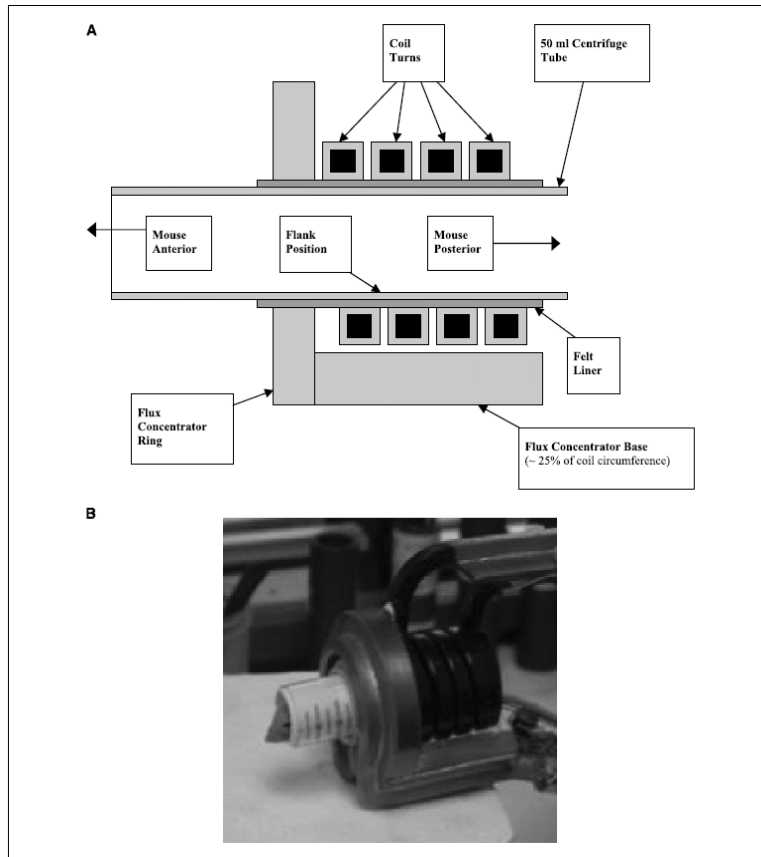 A
Coil
Turns
50 ml Centrifuge
Tube
Mouse
Anterior
Flank
Position
Mouse
Posterior
Felt
Liner
Flux
Concentrator
Ring
Flux Concentrator Base
(~ 25% of coil circumference)
B